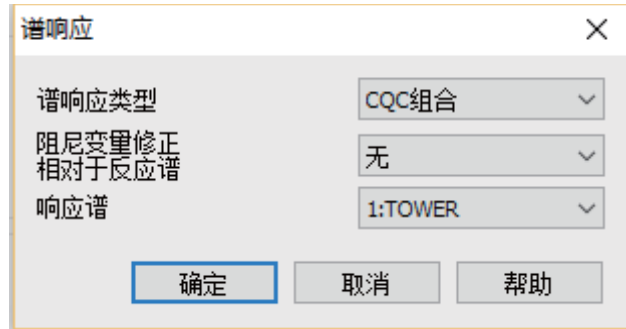 谱响应
谱响应类型
CQC组合
阻尼变量修正
相对于反应谱
无
响应谱
1:TOWER
确定
取消
帮助